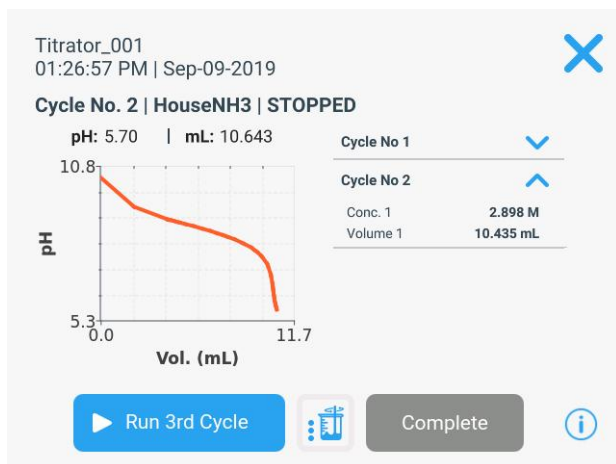 Titrator_001
01:26:57 PM | Sep-09-2019
Cycle No. 2 | HouseNH3 | STOPPED
pH: 5.70 | mL: 10.643
10.8
pH
5.3
0.0 11.7
Vol. (mL)
Cycle No 1
Cycle No 2
Conc. 1 2.898 M
Volume 1 10.435 mL
Run 3rd Cycle
Complete
i